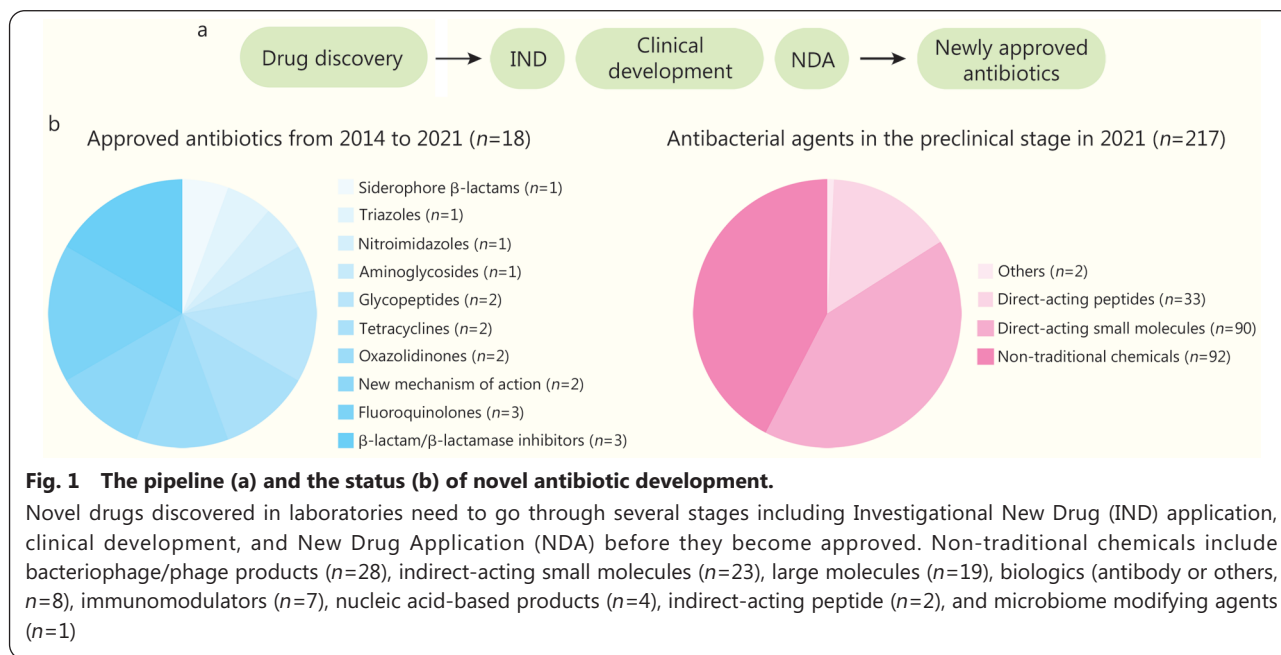 a
Drug discovery
IND
Clinical
development
NDA
Newly approved
antibiotics
b
Approved antibiotics from 2014 to 2021 (n=18)
Siderophore β-lactams (n=1)
Triazoles (n=1)
Nitroimidazoles (n=1)
Aminoglycosides (n=1)
Glycopeptides (n=2)
Tetracyclines (n=2)
Oxazolidinones (n=2)
New mechanism of action (n=2)
Fluoroquinolones (n=3)
β-lactam/β-lactamase inhibitors (n=3)
Antibacterial agents in the preclinical stage in 2021 (n=217)
Others (n=2)
Direct-acting peptides (n=33)
Direct-acting small molecules (n=90)
Non-traditional chemicals (n=92)
Fig. 1 The pipeline (a) and the status (b) of novel antibiotic development.
Novel drugs discovered in laboratories need to go through several stages including Investigational New Drug (IND) application,
clinical development, and New Drug Application (NDA) before they become approved. Non-traditional chemicals include
bacteriophage/phage products (n=28), indirect-acting small molecules (n=23), large molecules (n=19), biologics (antibody or others,
n=8), immunomodulators (n=7), nucleic acid-based products (n=4), indirect-acting peptide (n=2), and microbiome modifying agents
(n=1)